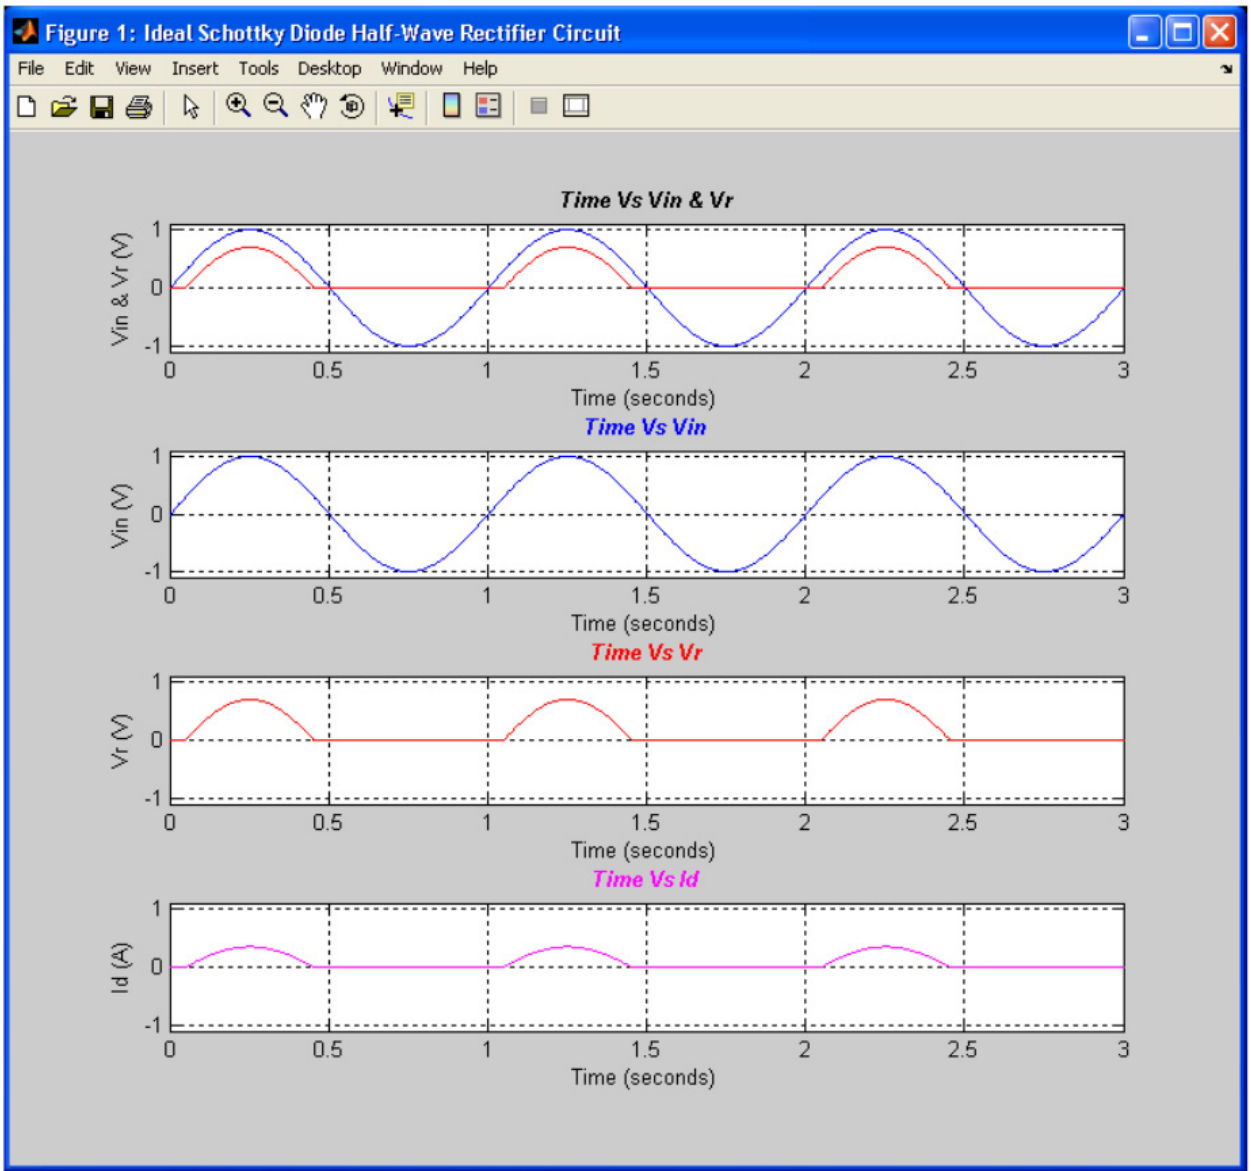 Figure 1: Ideal Schottky Diode Half-Wave Rectifier Circuit
File Edit View Insert Tools Desktop Window Help
Time Vs Vin & Vr
Vin & Vr (V)
1
0
-1
0 0.5 1 1.5 2 2.5 3
Time (seconds)
Time Vs Vin
Vin (V)
1
0
-1
0 0.5 1 1.5 2 2.5 3
Time (seconds)
Time Vs Vr
Vr (V)
1
0
-1
0 0.5 1 1.5 2 2.5 3
Time (seconds)
Time Vs Id
Id (A)
1
0
-1
0 0.5 1 1.5 2 2.5 3
Time (seconds)